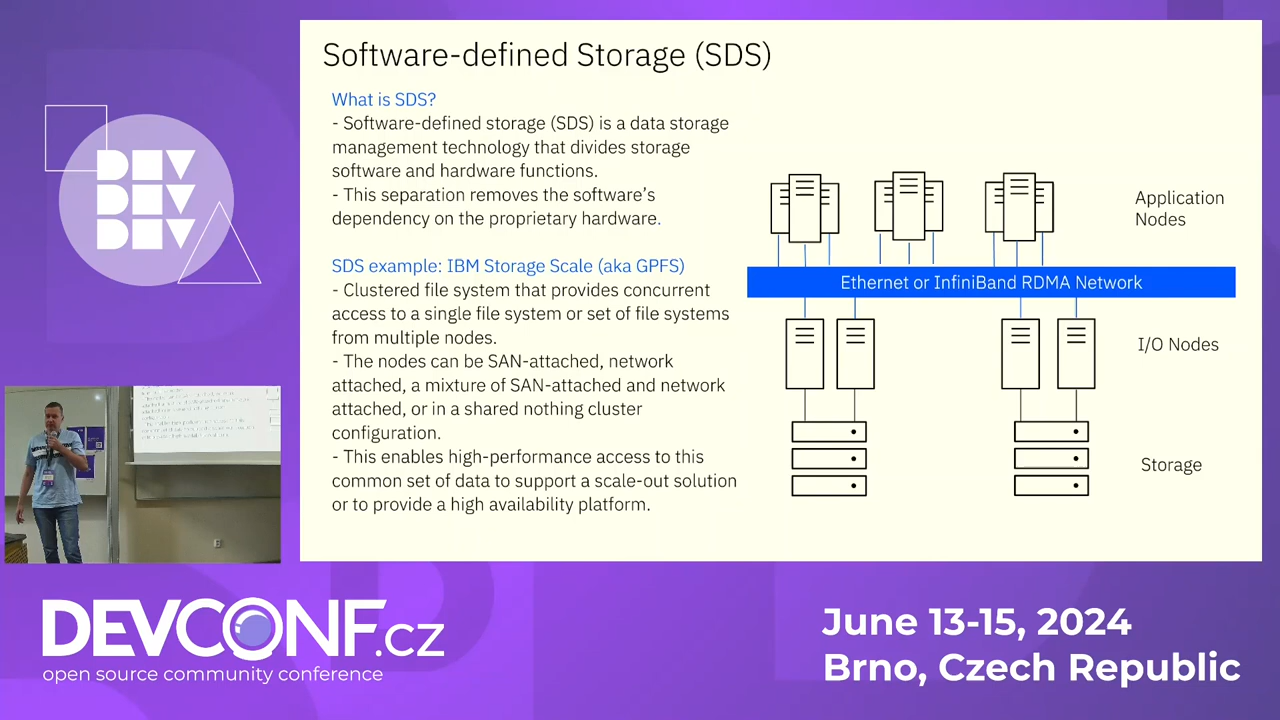 Software-defined Storage (SDS)
What is SDS?
- Software-defined storage (SDS) is a data storage
management technology that divides storage
software and hardware functions.
- This separation removes the software's
dependency on the proprietary hardware.
SDS example: IBM Storage Scale (aka GPFS)
- Clustered file system that provides concurrent
access to a single file system or set of file systems
from multiple nodes.
- The nodes can be SAN-attached, network
attached, a mixture of SAN-attached and network
attached, or in a shared nothing cluster
configuration.
- This enables high-performance access to this
common set of data to support a scale-out solution
or to provide a high availability platform.
Application
Nodes
Ethernet or InfiniBand RDMA Network
I/O Nodes
Storage
DEV
DEV
DEV
DEVCONF.cz
open source community conference
June 13-15, 2024
Brno, Czech Republic